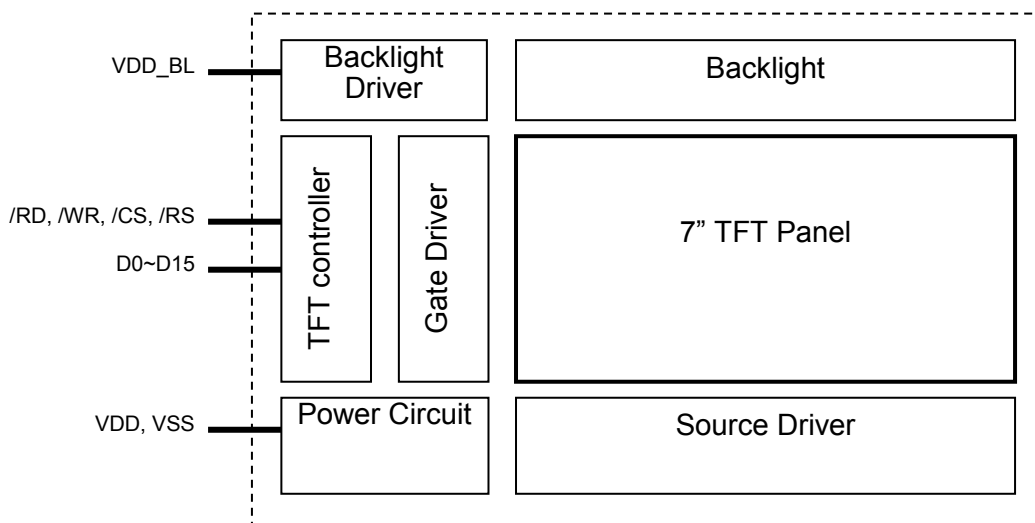 VDD_BL
Backlight
Driver
Backlight
/RD, /WR, /CS, /RS
D0~D15
TFT controller
Gate Driver
7” TFT Panel
VDD, VSS
Power Circuit
Source Driver